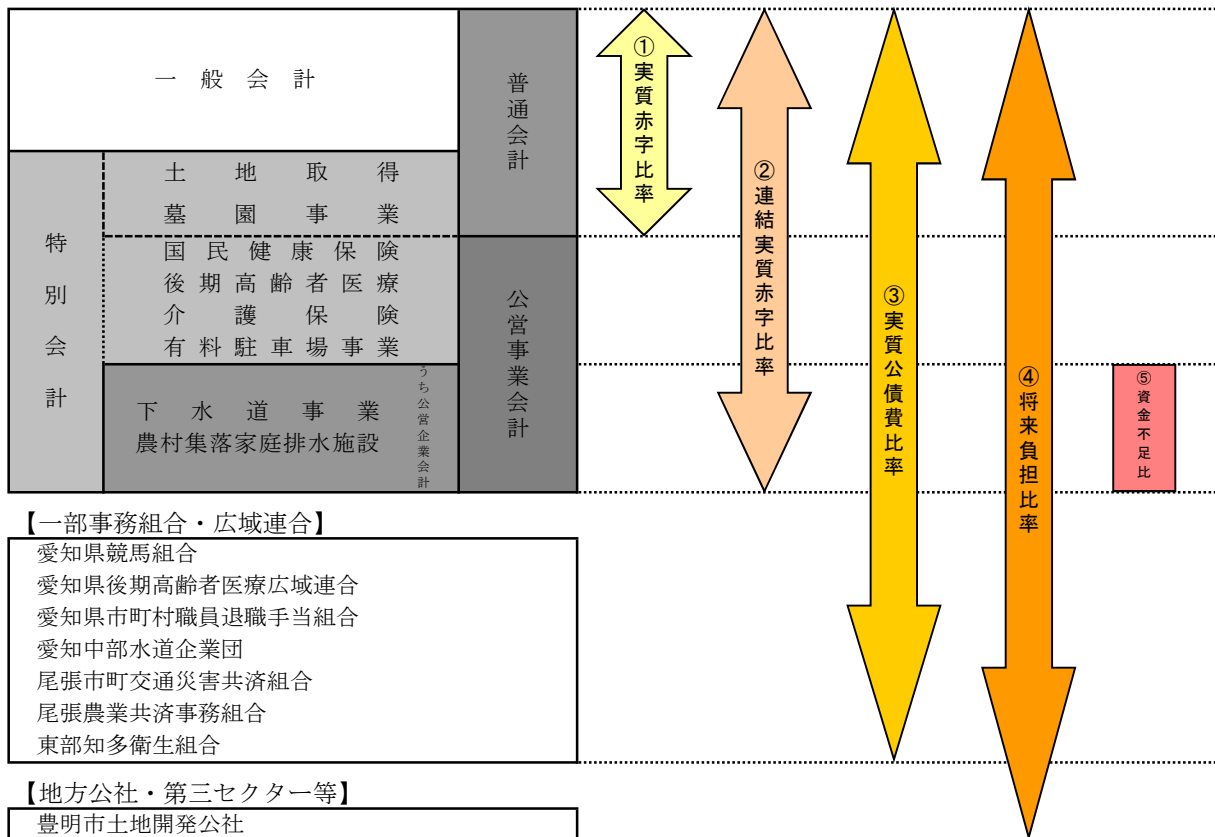 一般会計
普通会計
特別会計
土地取得
墓園事業
国民健康保険
後期高齢者医療
介護保険
有料駐車場事業
公営事業会計
下水道事業
農村集落家庭排水施設
うち公営企業会計
①実質赤字比率
②連結実質赤字比率
③実質公債費比率
④将来負担比率
⑤資金不足比
【一部事務組合・広域連合】
愛知県競馬組合
愛知県後期高齢者医療広域連合
愛知県市町村職員退職手当組合
愛知中部水道企業団
尾張市町交通災害共済組合
尾張農業共済事務組合
東部知多衛生組合
【地方公社・第三セクター等】
豊明市土地開発公社